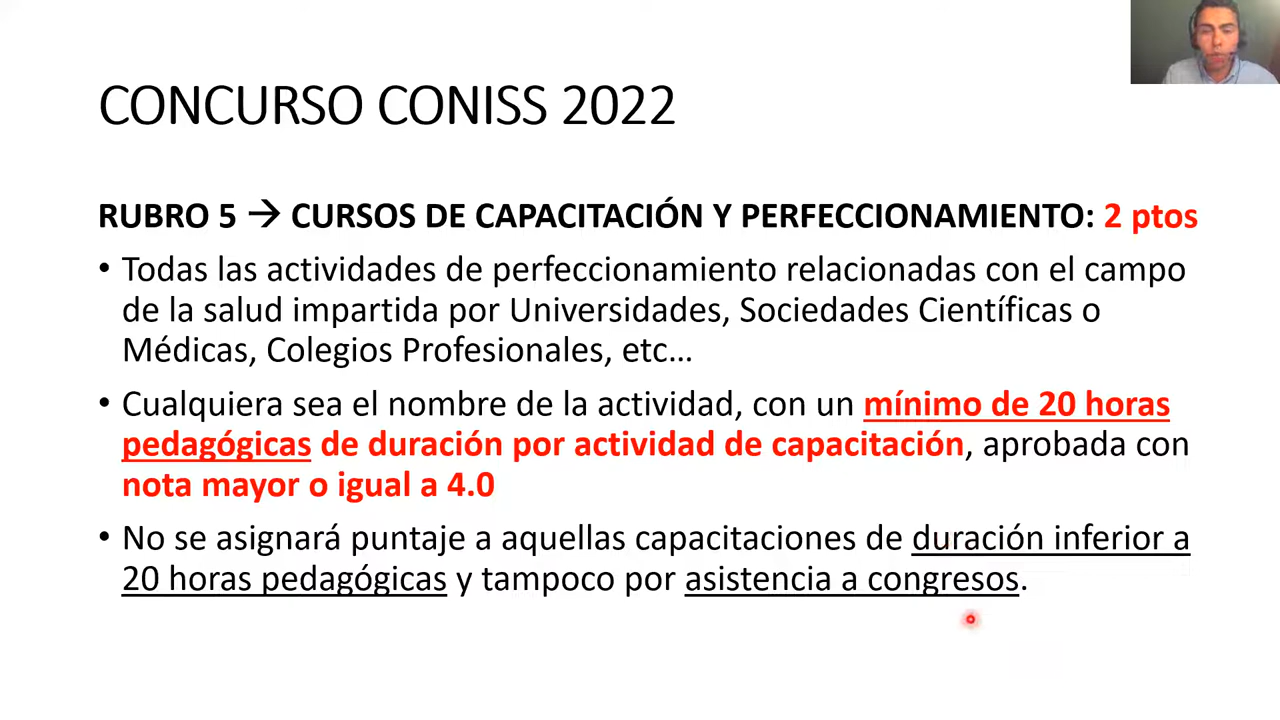 CONCURSO CONISS 2022
RUBRO 5 → CURSOS DE CAPACITACIÓN Y PERFECCIONAMIENTO: 2 ptos
• Todas las actividades de perfeccionamiento relacionadas con el campo
de la salud impartida por Universidades, Sociedades Científicas o
Médicas, Colegios Profesionales, etc...
• Cualquiera sea el nombre de la actividad, con un mínimo de 20 horas
pedagógicas de duración por actividad de capacitación, aprobada con
nota mayor o igual a 4.0
• No se asignará puntaje a aquellas capacitaciones de duración inferior a
20 horas pedagógicas y tampoco por asistencia a congresos.